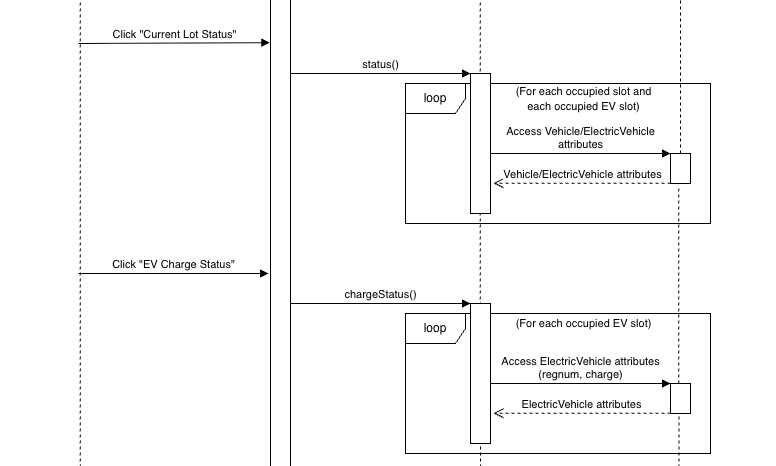 Click "Current Lot Status"
status()
loop
(For each occupied slot and
each occupied EV slot)
Access Vehicle/ElectricVehicle
attributes
Vehicle/ElectricVehicle attributes
Click "EV Charge Status"
chargeStatus()
loop
(For each occupied EV slot)
Access ElectricVehicle attributes
(regnum, charge)
ElectricVehicle attributes